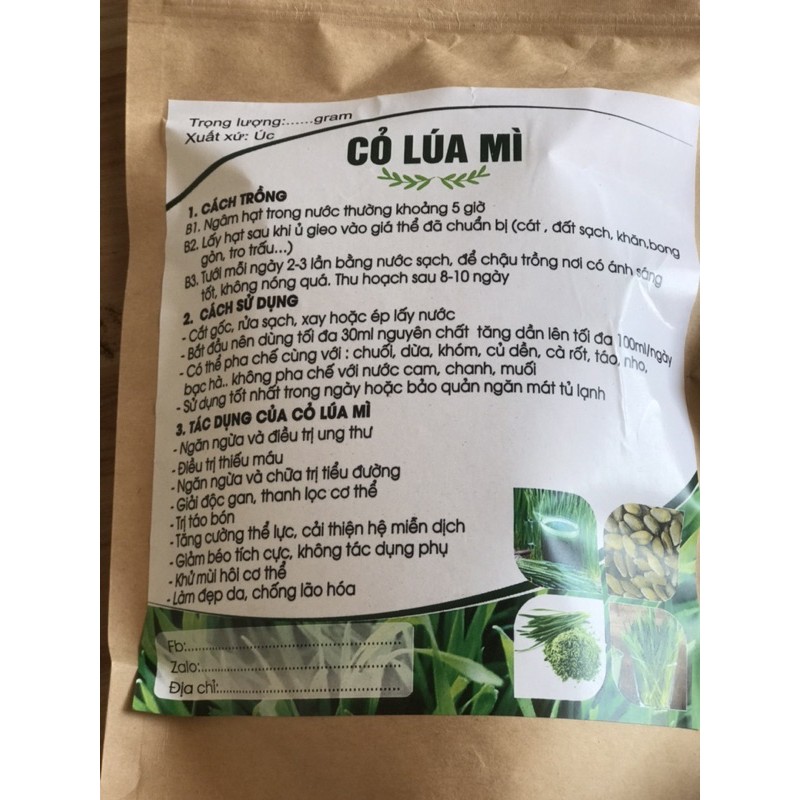 Trọng lượng:......gram
Xuất xứ: Úc
CỎ LÚA MÌ
1. CÁCH TRỒNG
B1. Ngâm hạt trong nước thường khoảng 5 giờ
B2. Lấy hạt sau khi ủ gieo vào giá thể đã chuẩn bị (cát , đất sạch, khăn,bong
gòn, tro trấu...)
B3. Tưới mỗi ngày 2-3 lần bằng nước sạch, để chậu trồng nơi có ánh sáng
tốt, không nóng quá. Thu hoạch sau 8-10 ngày
2. CÁCH SỬ DỤNG
- Cắt gốc, rửa sạch, xay hoặc ép lấy nước
- Bắt đầu nên dùng tối đa 30ml nguyên chất tăng dần lên tối đa 100ml/ngày
- Có thể pha chế cùng với : chuối, dừa, khóm, củ dền, cà rốt, táo, nho,
bạc hà.. không pha chế với nước cam, chanh, muối
- Sử dụng tốt nhất trong ngày hoặc bảo quản ngăn mát tủ lạnh
3. TÁC DỤNG CỦA CỎ LÚA MÌ
- Ngăn ngừa và điều trị ung thư
- Điều trị thiếu máu
- Ngăn ngừa và chữa trị tiểu đường
- Giải độc gan, thanh lọc cơ thể
- Trị táo bón
- Tăng cường thể lực, cải thiện hệ miễn dịch
- Giảm béo tích cực, không tác dụng phụ
- Khử mùi hôi cơ thể
- Làm đẹp da, chống lão hóa
Fb:..............................
Zalo:............................
Địa chỉ:........................